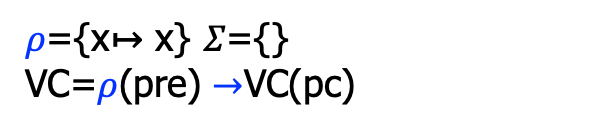 ρ={x↦ x} Σ={}
VC=ρ(pre) →VC(pc)